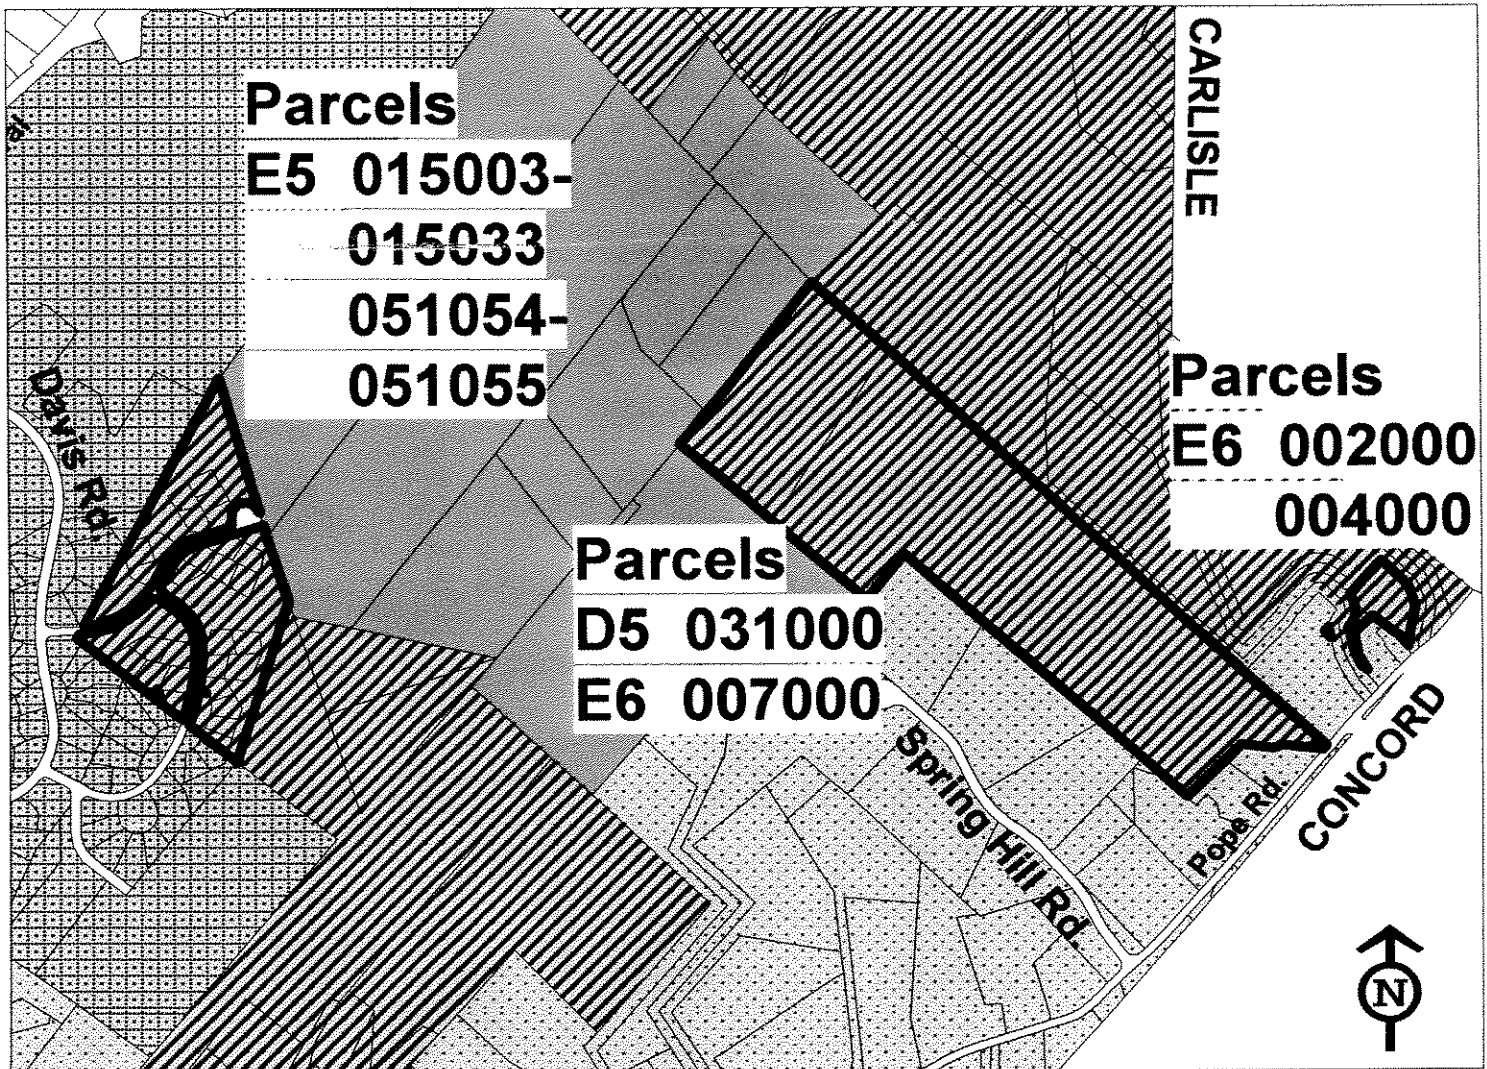 CARLISLE
Parcels
E5 015003-
015033
051054-
051055
Davis Rd.
Parcels
E6 002000
004000
Parcels
D5 031000
E6 007000
Spring Hill Rd.
Pope Rd.
CONCORD
N